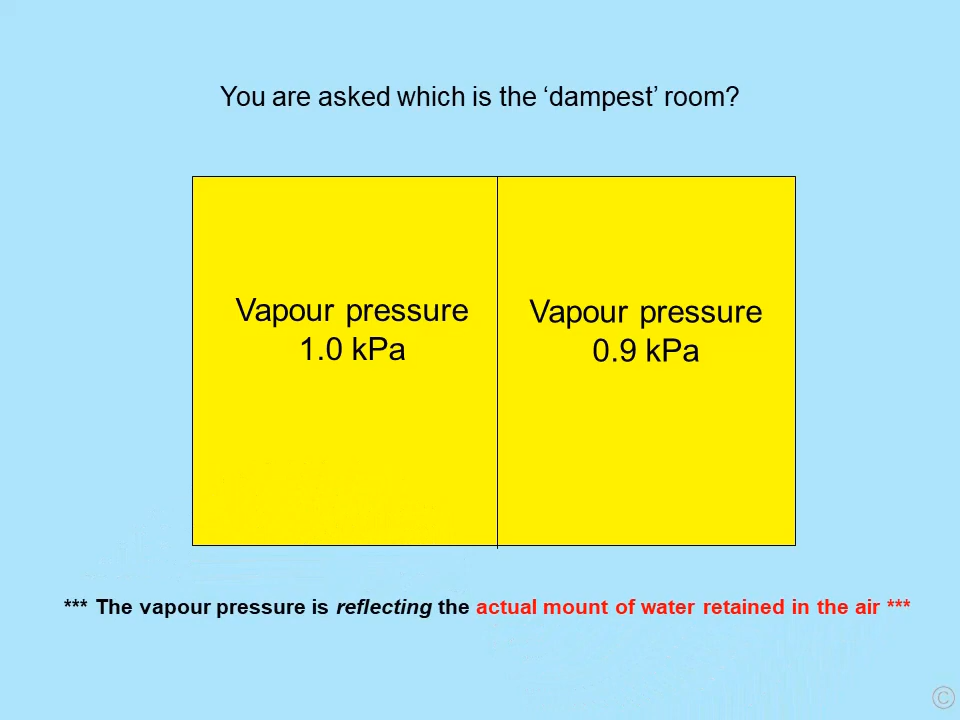 You are asked which is the ‘dampest’ room?
Vapour pressure
1.0 kPa
Vapour pressure
0.9 kPa
*** The vapour pressure is reflecting the actual mount of water retained in the air ***
©